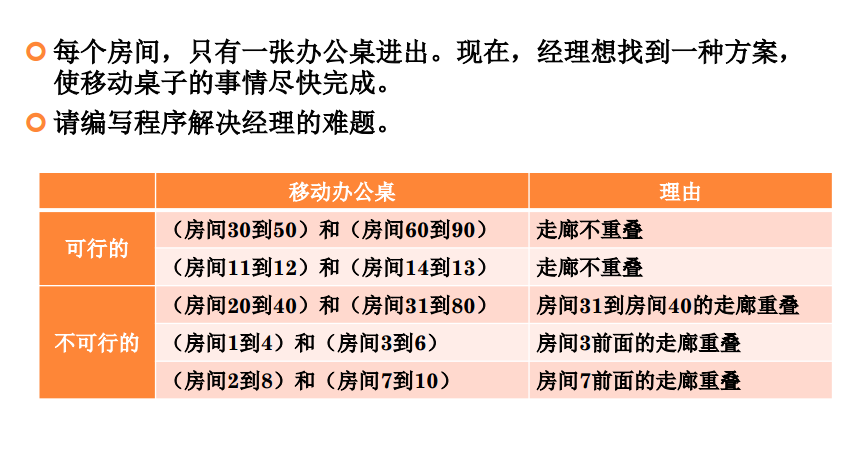 每个房间，只有一张办公桌进出。现在，经理想找到一种方案，
使移动桌子的事情尽快完成。
请编写程序解决经理的难题。
移动办公桌 理由
可行的
（房间30到50）和（房间60到90） 走廊不重叠
（房间11到12）和（房间14到13） 走廊不重叠
不可行的
（房间20到40）和（房间31到80） 房间31到房间40的走廊重叠
（房间1到4）和（房间3到6） 房间3前面的走廊重叠
（房间2到8）和（房间7到10） 房间7前面的走廊重叠